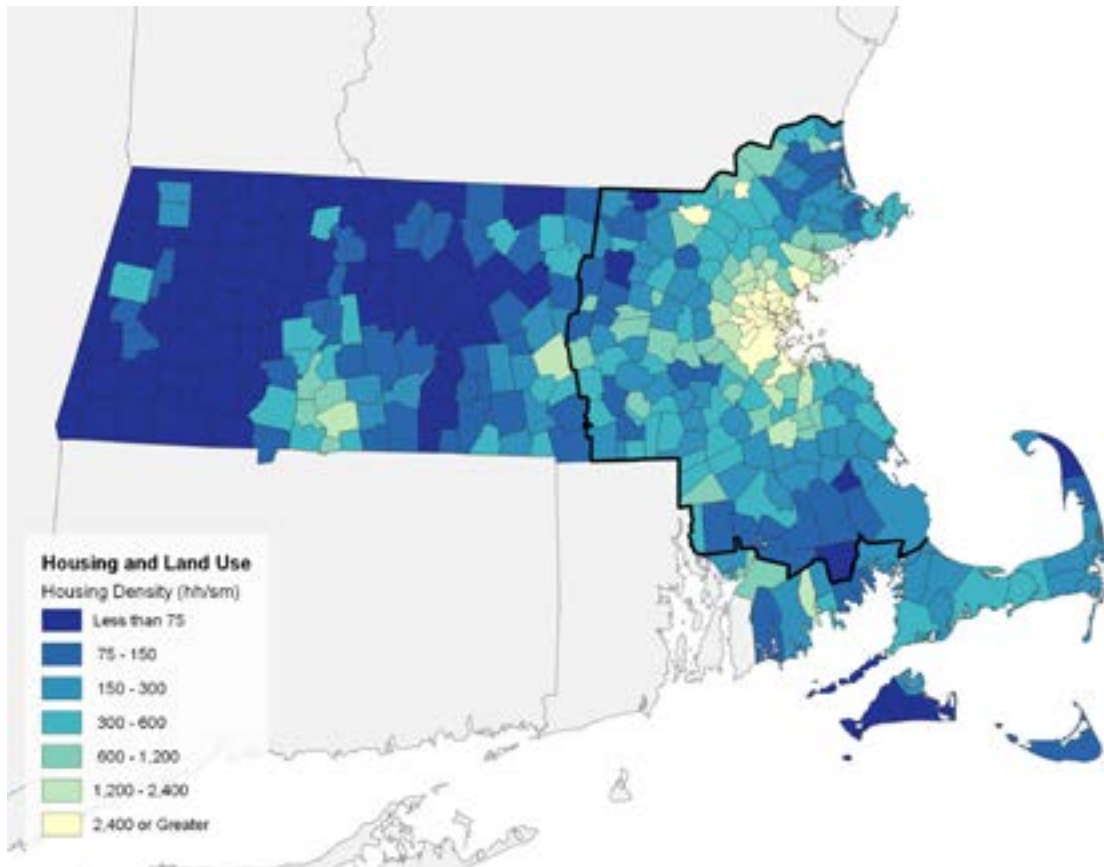 Housing and Land Use
Housing Density (hh/sm)
Less than 75
75 - 150
150 - 300
300 - 600
600 - 1,200
1,200 - 2,400
2,400 or Greater